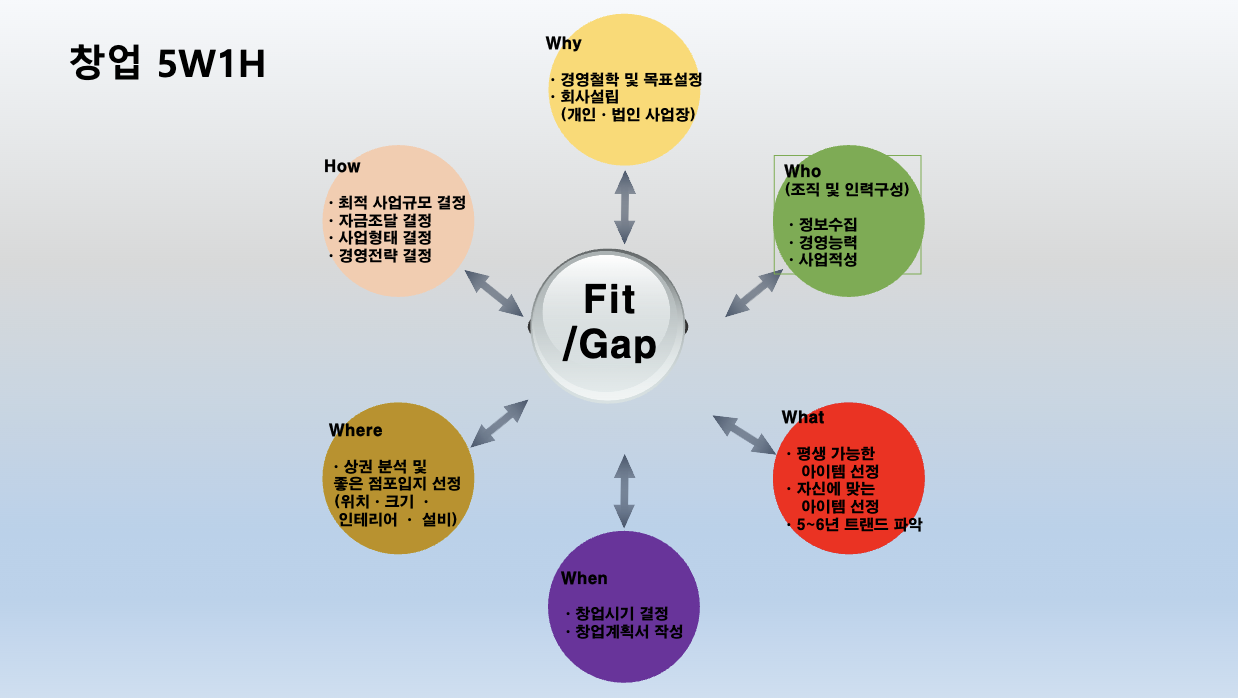 창업 5W1H
Why
· 경영철학 및 목표설정
· 회사설립
(개인 · 법인 사업장)
How
· 최적 사업규모 결정
· 자금조달 결정
· 사업형태 결정
· 경영전략 결정
Who
(조직 및 인력구성)
· 정보수집
· 경영능력
· 사업적성
Fit
/Gap
Where
· 상권 분석 및
좋은 점포입지 선정
(위치 · 크기 ·
인테리어 · 설비)
What
· 평생 가능한
아이템 선정
· 자신에 맞는
아이템 선정
· 5~6년 트랜드 파악
When
· 창업시기 결정
· 창업계획서 작성